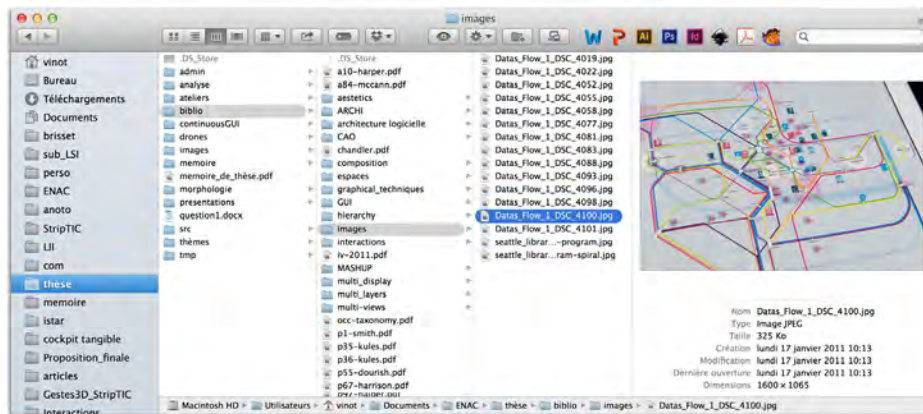 images
W
Ai
Ps
Id
vinot
Bureau
Téléchargements
Documents
brisset
sub_LSI
perso
ENAC
anoto
StripTIC
LII
com
thèse
memoire
istar
cockpit tangible
Proposition_finale
articles
Gestes3D_StripTIC
Interactions
.DS_Store
admin
analyse
ateliers
biblio
continuousGUI
drones
images
memoire
memoire_de_thèse.pdf
morphologie
presentations
question1.docx
src
thèmes
tmp
.DS_Store
a10-harper.pdf
a84-mccann.pdf
aestetics
ARCHI
architecture logicielle
CAO
chandler.pdf
composition
espaces
graphical_techniques
GUI
hierarchy
images
interactions
iv-2011.pdf
MASHUP
multi_display
multi_layers
multi-views
occ-taxonomy.pdf
p1-smith.pdf
p35-kules.pdf
p36-kules.pdf
p55-dourish.pdf
p67-harrison.pdf
Datas_Flow_1_DSC_4019.jpg
Datas_Flow_1_DSC_4022.jpg
Datas_Flow_1_DSC_4052.jpg
Datas_Flow_1_DSC_4055.jpg
Datas_Flow_1_DSC_4058.jpg
Datas_Flow_1_DSC_4077.jpg
Datas_Flow_1_DSC_4081.jpg
Datas_Flow_1_DSC_4083.jpg
Datas_Flow_1_DSC_4088.jpg
Datas_Flow_1_DSC_4093.jpg
Datas_Flow_1_DSC_4096.jpg
Datas_Flow_1_DSC_4098.jpg
Datas_Flow_1_DSC_4100.jpg
Datas_Flow_1_DSC_4101.jpg
seattle_librar...-program.jpg
seattle_librar...ram-spiral.jpg
Nom Datas_Flow_1_DSC_4100.jpg
Type Image JPEG
Taille 325 Ko
Création lundi 17 janvier 2011 10:13
Modification lundi 17 janvier 2011 10:13
Dernière ouverture lundi 17 janvier 2011 10:13
Dimensions 1600 x 1065
Macintosh HD ▸ Utilisateurs ▸ vinot ▸ Documents ▸ ENAC ▸ thèse ▸ biblio ▸ images ▸ Datas_Flow_1_DSC_4100.jpg